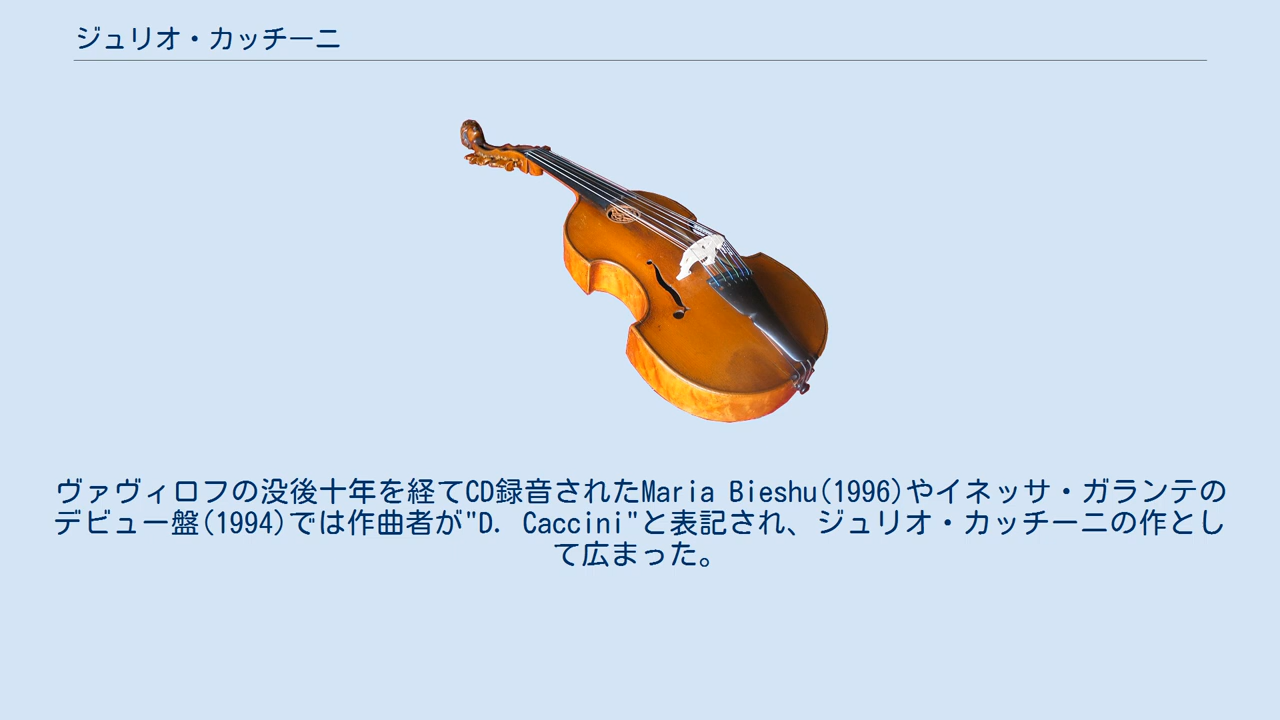 ジュリオ・カッチーニ
ヴァヴィロフの没後十年を経てCD録音されたMaria Bieshu(1996)やイネッサ・ガランテの
デビュー盤(1994)では作曲者が"D. Caccini"と表記され、ジュリオ・カッチーニの作とし
て広まった。